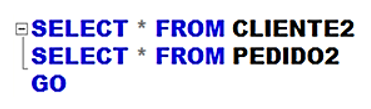 SELECT * FROM CLIENTE2
SELECT * FROM PEDIDO2
GO